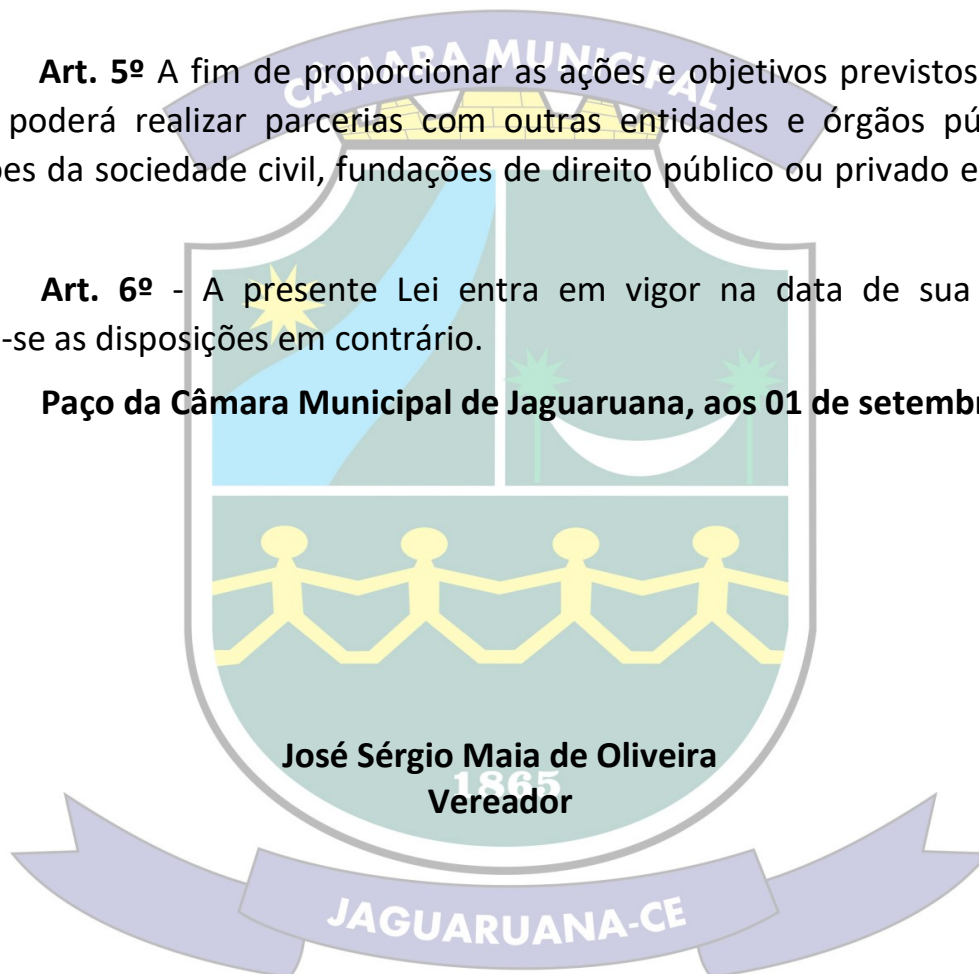 CÂMARA MUNICIPAL
Art. 5º A fim de proporcionar as ações e objetivos previstos
poderá realizar parcerias com outras entidades e órgãos pú
es da sociedade civil, fundações de direito público ou privado e
Art. 6º - A presente Lei entra em vigor na data de sua
-se as disposições em contrário.
Paço da Câmara Municipal de Jaguaruana, aos 01 de setemb
José Sérgio Maia de Oliveira
1865
Vereador
JAGUARUANA-CE